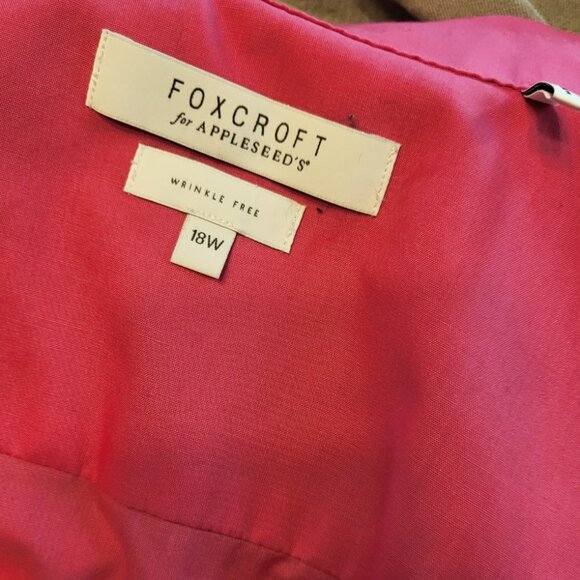 FOXCROFT
for APPLESEED'S®
WRINKLE FREE
18W